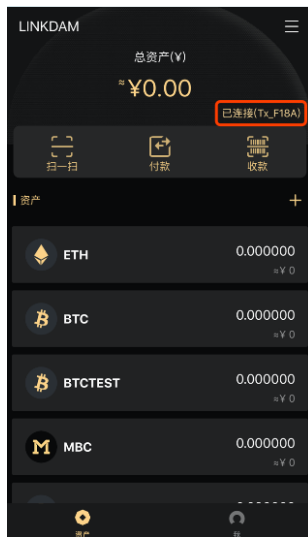 LINKDAM
总资产(¥)
≈¥0.00
已连接(Tx_F18A)
扫一扫 付款 收款
资产 +
ETH 0.000000
≈¥ 0
BTC 0.000000
≈¥ 0
BTCTEST 0.000000
≈¥ 0
MBC 0.000000
≈¥ 0
资产 我